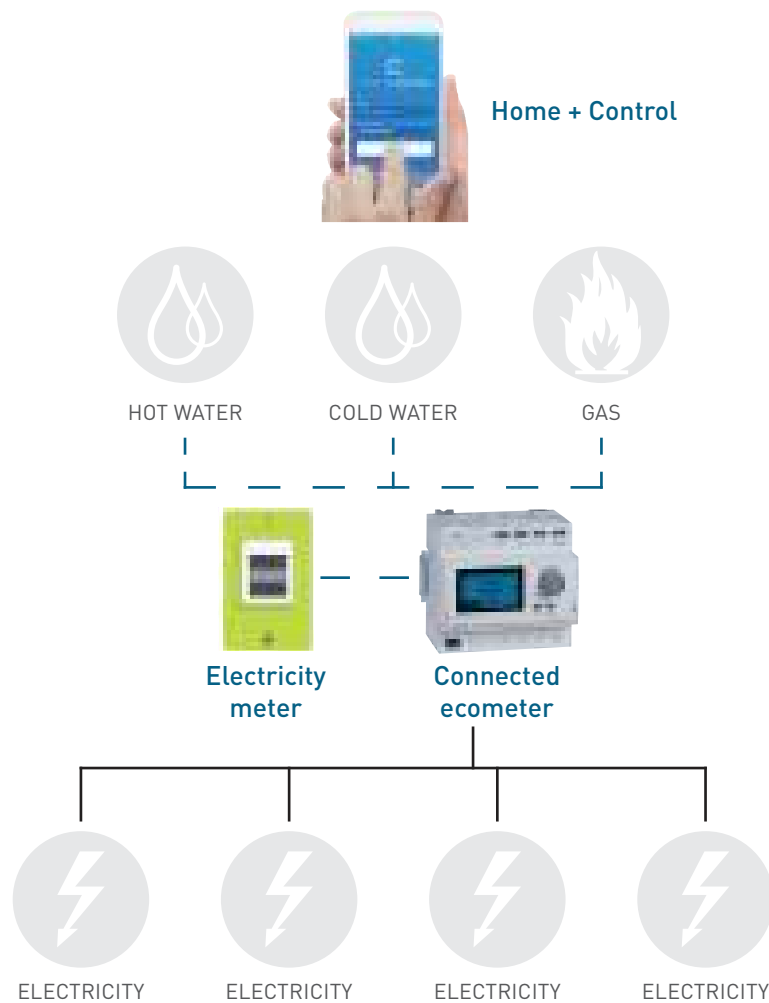 Home + Control
HOT WATER
COLD WATER
GAS
Electricity
meter
Connected
ecometer
ELECTRICITY
ELECTRICITY
ELECTRICITY
ELECTRICITY